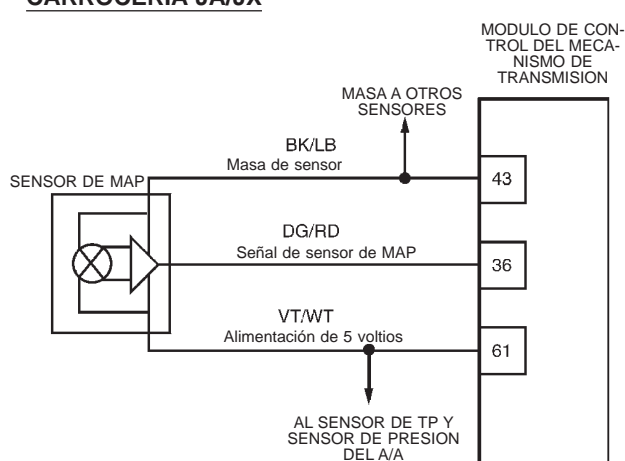 CARROCERIA JA/JX
MODULO DE CON-
TROL DEL MECA-
NISMO DE
TRANSMISION
MASA A OTROS
SENSORES
BK/LB
Masa de sensor
43
SENSOR DE MAP
DG/RD
Señal de sensor de MAP
36
VT/WT
Alimentación de 5 voltios
61
AL SENSOR DE TP Y
SENSOR DE PRESION
DEL A/A